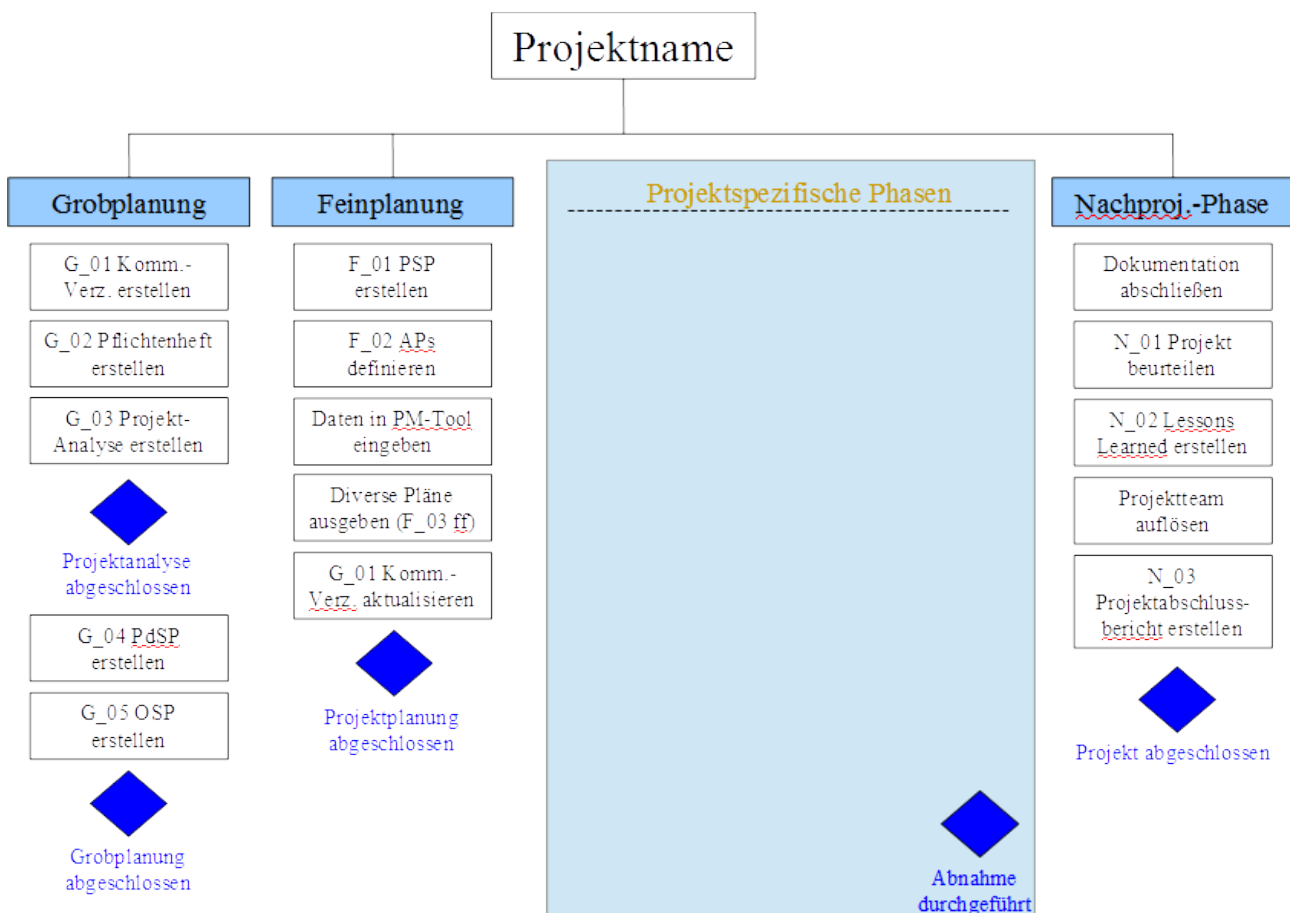 Projektname
Grobplanung
G_01 Komm.-
Verz. erstellen
G_02 Pflichtenheft
erstellen
G_03 Projekt-
Analyse erstellen
Projektanalyse
abgeschlossen
G_04 PdSP
erstellen
G_05 OSP
erstellen
Grobplanung
abgeschlossen
Feinplanung
F_01 PSP
erstellen
F_02 APs
definieren
Daten in PM-Tool
eingeben
Diverse Pläne
ausgeben (F_03 ff)
G_01 Komm.-
Verz. aktualisieren
Projektplanung
abgeschlossen
Projektspezifische Phasen
Abnahme
durchgeführt
Nachproj.-Phase
Dokumentation
abschließen
N_01 Projekt
beurteilen
N_02 Lessons
Learned erstellen
Projektteam
auflösen
N_03
Projektabschluss-
bericht erstellen
Projekt abgeschlossen